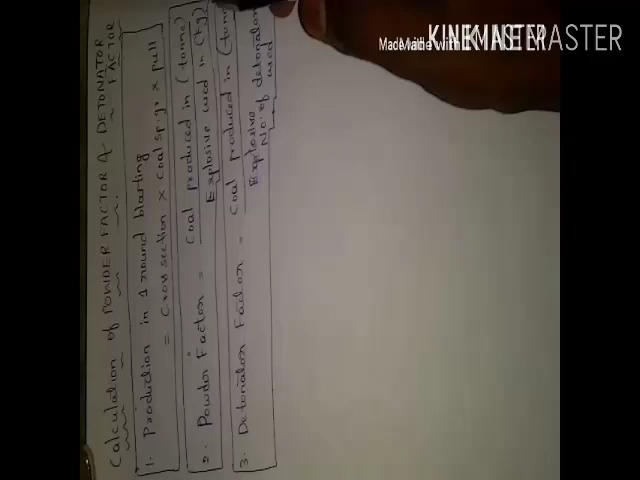 Calculation of POWDER FACTOR & DETONATOR FACTOR
1. Production in 1 round blasting
= Cross section × Coal sp.gr × pull
2. Powder Factor = Coal produced in (tonne)
Explosive used in (kg)
3. Detonator Factor = Coal produced in (tonn
Explosive
No. of detonator
used
Made with KINEMASTER